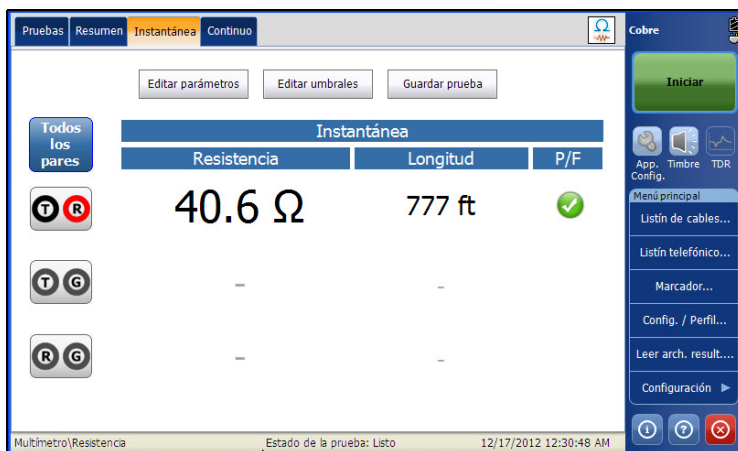 Pruebas Resumen Instantánea Continuo
Ω
Cobre
Editar parámetros Editar umbrales Guardar prueba
Iniciar
Todos
los
pares
Instantánea
Resistencia Longitud P/F
T R 40.6 Ω 777 ft
T G – –
R G – –
App. Timbre TDR
Config.
Menú principal
Listín de cables...
Listín telefónico...
Marcador...
Config. / Perfil...
Leer arch. result....
Configuración
Multímetro\Resistencia Estado de la prueba: Listo 12/17/2012 12:30:48 AM